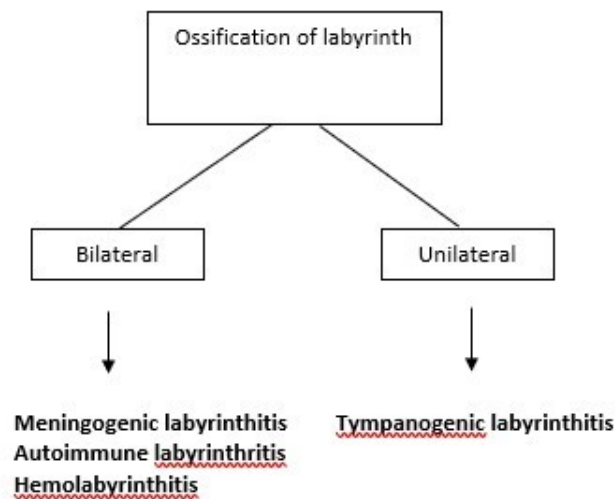 Ossification of labyrinth
Bilateral
Unilateral
Meningogenic labyrinthitis
Autoimmune labyrinthritis
Hemolabyrinthitis
Tympanogenic labyrinthitis